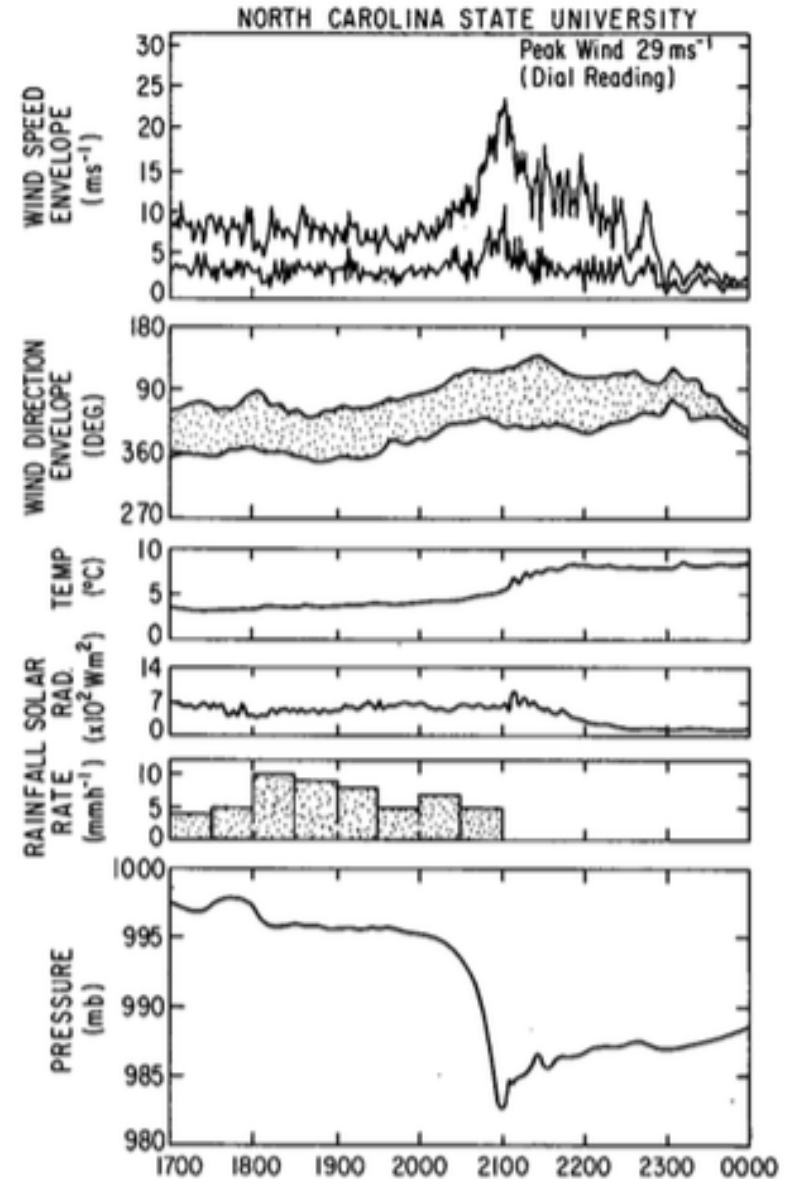 NORTH CAROLINA STATE UNIVERSITY
Peak Wind 29 ms⁻¹
(Dial Reading)
WIND SPEED
ENVELOPE
(ms⁻¹)
30
25
20
15
10
5
0
WIND DIRECTION
ENVELOPE
(DEG.)
180
90
360
270
TEMP
(°C)
10
5
0
SOLAR
RAD.
(x10² Wm²)
14
7
0
RAINFALL
RATE
(mmh⁻¹)
10
5
0
PRESSURE
(mb)
1000
995
990
985
980
1700 1800 1900 2000 2100 2200 2300 0000